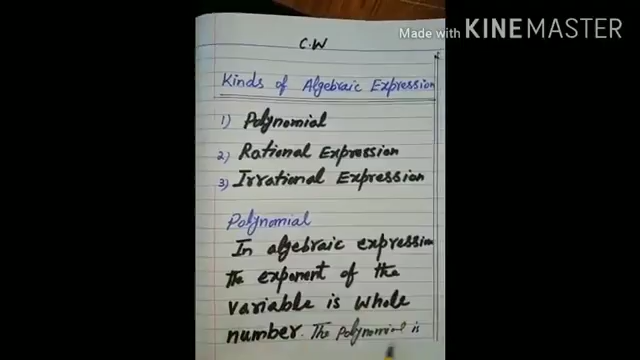 Made with KINEMASTER
C.W
Kinds of Algebraic Expression
1) Polynomial
2) Rational Expression
3) Irrational Expression
Polynomial
In algebraic expression
the exponent of the
variable is whole
number. The polynomial is